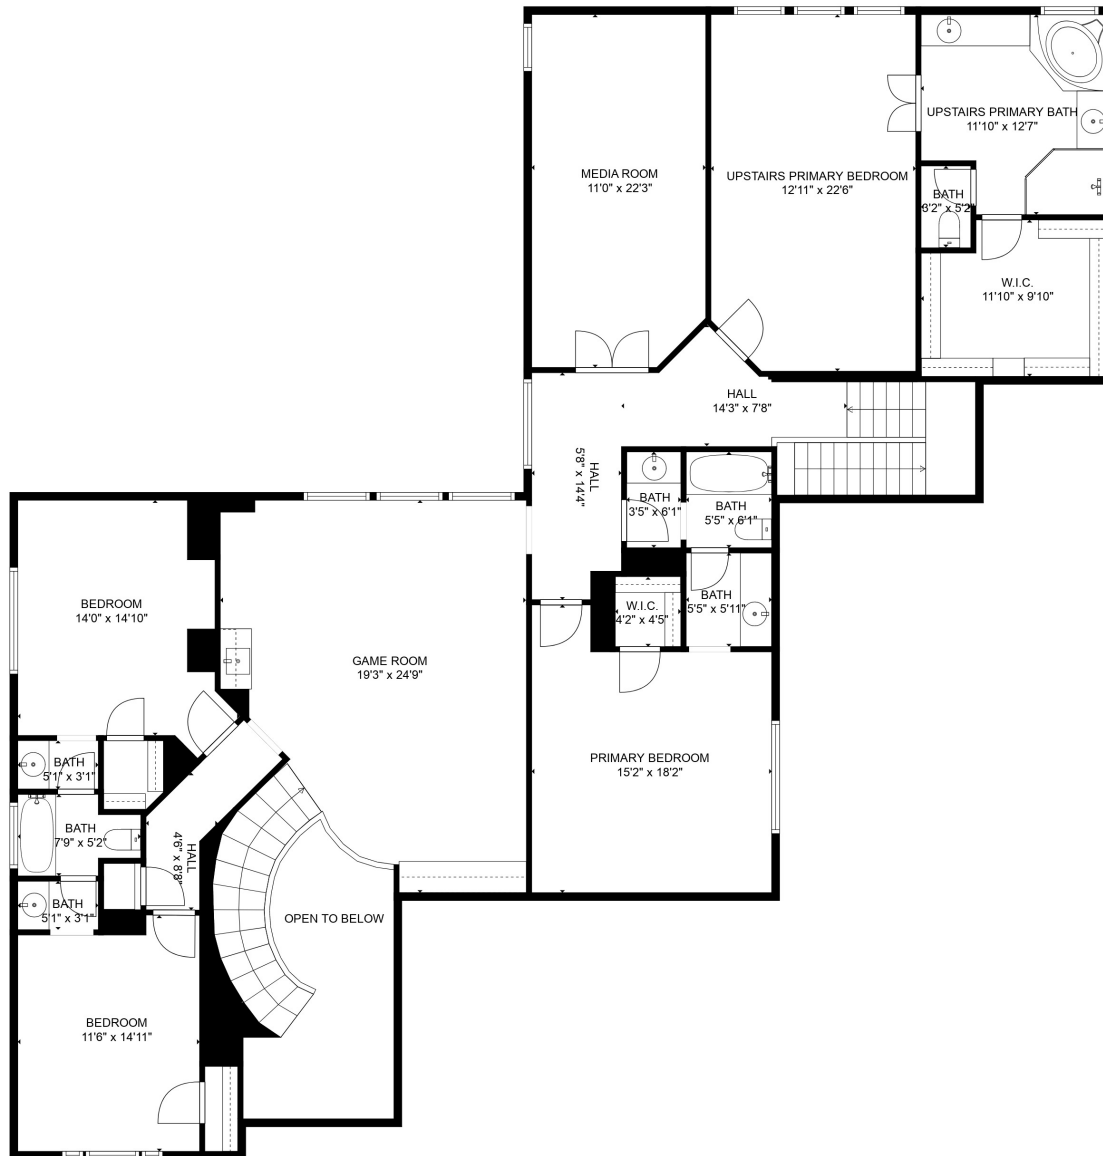 UPSTAIRS PRIMARY BATH
11'10" x 12'7"
MEDIA ROOM
11'0" x 22'3"
UPSTAIRS PRIMARY BEDROOM
12'11" x 22'6"
BATH
3'2" x 5'2"
W.I.C.
11'10" x 9'10"
HALL
14'3" x 7'8"
HALL
5'8" x 14'4"
BATH
3'5" x 6'1"
BATH
5'5" x 6'1"
BATH
5'5" x 5'11"
W.I.C.
4'2" x 4'5"
BEDROOM
14'0" x 14'10"
GAME ROOM
19'3" x 24'9"
PRIMARY BEDROOM
15'2" x 18'2"
BATH
5'1" x 3'1"
BATH
7'9" x 5'2"
HALL
4'6" x 8'8"
BATH
5'1" x 3'1"
OPEN TO BELOW
BEDROOM
11'6" x 14'11"